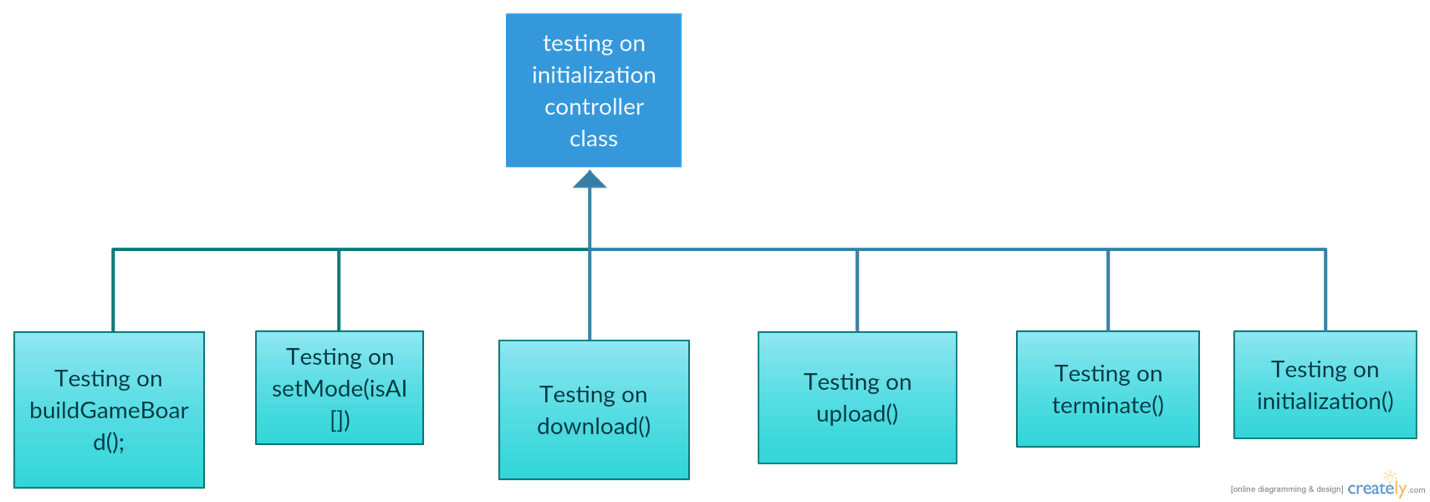 testing on
initialization
controller
class
Testing on
buildGameBoar
d();
Testing on
setMode(isAI
[])
Testing on
download()
Testing on
upload()
Testing on
terminate()
Testing on
initialization()
[online diagramming & design] creately.com